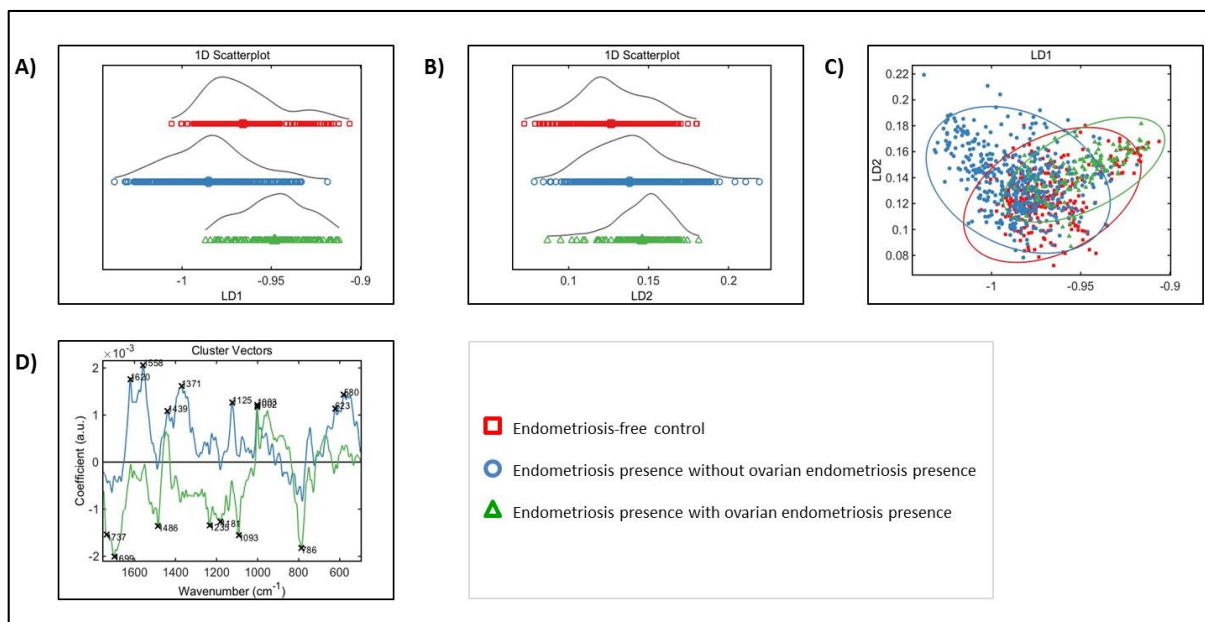 A)
1D Scatterplot
-1
-0.95
-0.9
LD1
B)
1D Scatterplot
0.1
0.15
0.2
LD2
C)
LD1
0.22
0.2
0.18
0.16
0.14
0.12
0.1
0.08
LD2
-1
-0.95
-0.9
D)
Cluster Vectors
×10⁻³
2
1
0
-1
-2
Coefficient (a.u.)
1620
1558
1439
1371
1125
1002
623
580
1486
1235
1181
1093
786
1600 1400 1200 1000 800 600
Wavenumber (cm⁻¹)
Endometriosis-free control
Endometriosis presence without ovarian endometriosis presence
Endometriosis presence with ovarian endometriosis presence